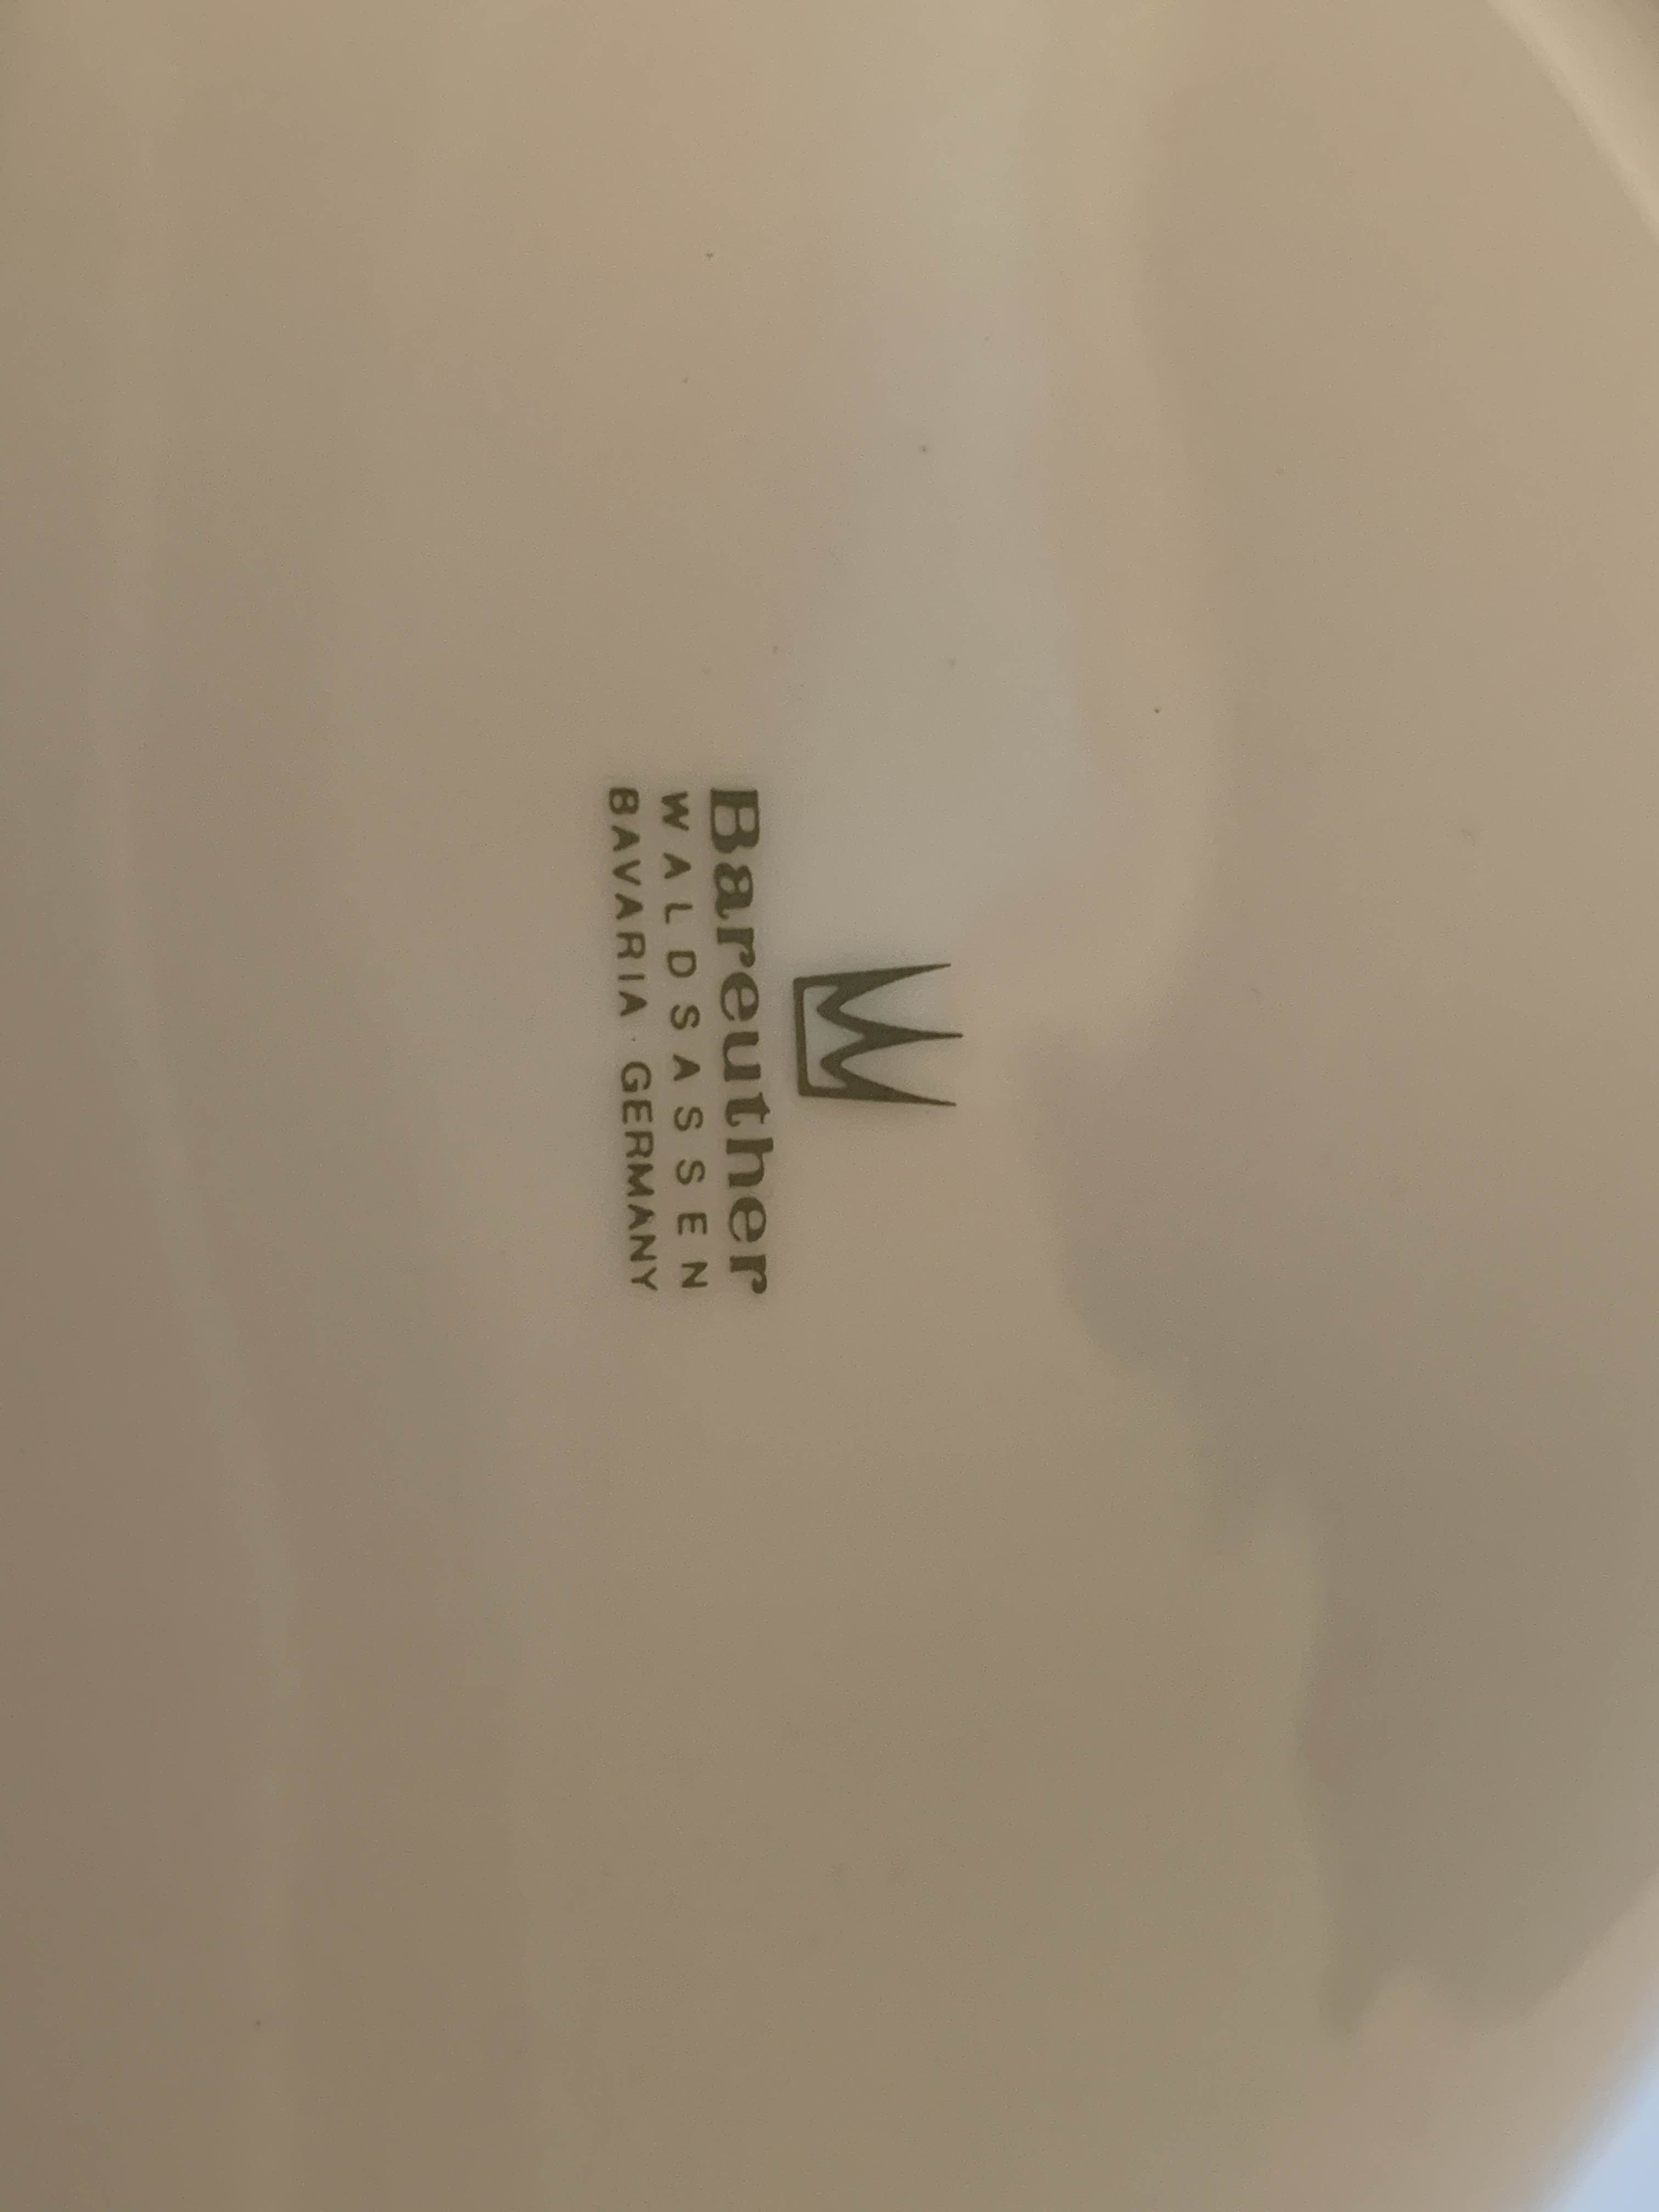 Bareuther
WALDSASSEN
BAVARIA · GERMANY